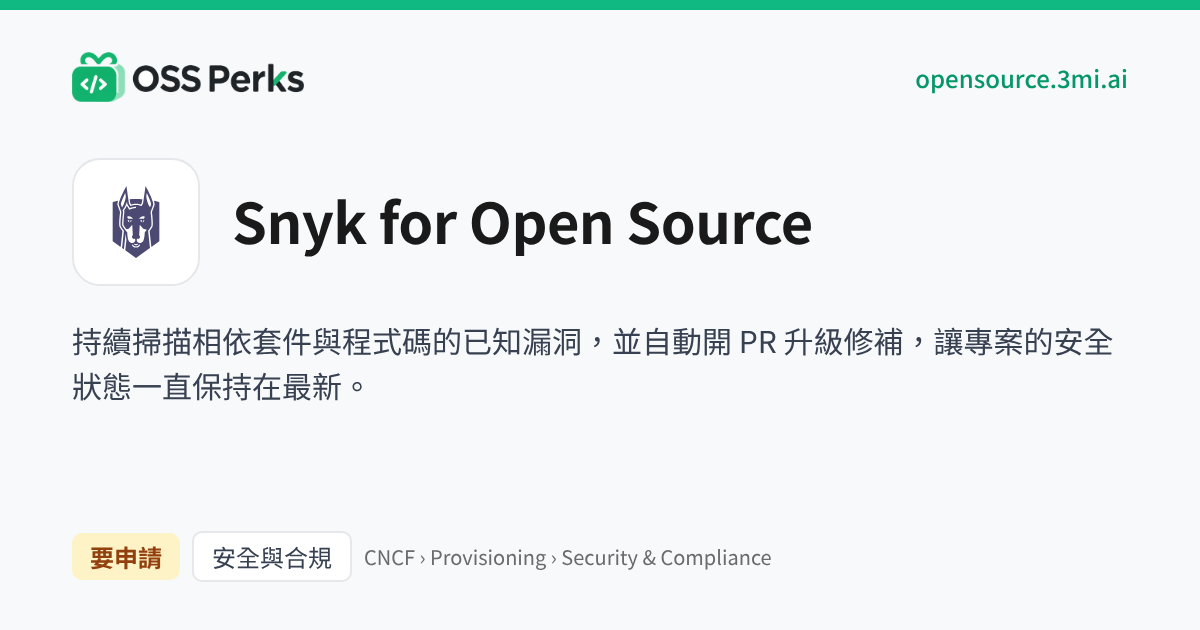 OSS Perks
opensource.3mi.ai
Snyk for Open Source
持續掃描相依套件與程式碼的已知漏洞，並自動開 PR 升級修補，讓專案的安全
狀態一直保持在最新。
要申請
安全與合規
CNCF › Provisioning › Security & Compliance